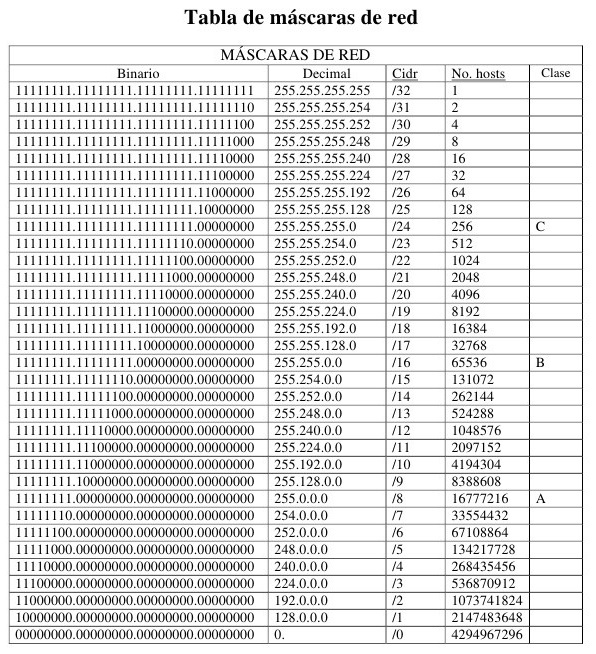 Tabla de máscaras de red
MÁSCARAS DE RED
Binario Decimal Cidr No. hosts Clase
11111111.11111111.11111111.11111111 255.255.255.255 /32 1
11111111.11111111.11111111.11111110 255.255.255.254 /31 2
11111111.11111111.11111111.11111100 255.255.255.252 /30 4
11111111.11111111.11111111.11111000 255.255.255.248 /29 8
11111111.11111111.11111111.11110000 255.255.255.240 /28 16
11111111.11111111.11111111.11100000 255.255.255.224 /27 32
11111111.11111111.11111111.11000000 255.255.255.192 /26 64
11111111.11111111.11111111.10000000 255.255.255.128 /25 128
11111111.11111111.11111111.00000000 255.255.255.0 /24 256 C
11111111.11111111.11111110.00000000 255.255.254.0 /23 512
11111111.11111111.11111100.00000000 255.255.252.0 /22 1024
11111111.11111111.11111000.00000000 255.255.248.0 /21 2048
11111111.11111111.11110000.00000000 255.255.240.0 /20 4096
11111111.11111111.11100000.00000000 255.255.224.0 /19 8192
11111111.11111111.11000000.00000000 255.255.192.0 /18 16384
11111111.11111111.10000000.00000000 255.255.128.0 /17 32768
11111111.11111111.00000000.00000000 255.255.0.0 /16 65536 B
11111111.11111110.00000000.00000000 255.254.0.0 /15 131072
11111111.11111100.00000000.00000000 255.252.0.0 /14 262144
11111111.11111000.00000000.00000000 255.248.0.0 /13 524288
11111111.11110000.00000000.00000000 255.240.0.0 /12 1048576
11111111.11100000.00000000.00000000 255.224.0.0 /11 2097152
11111111.11000000.00000000.00000000 255.192.0.0 /10 4194304
11111111.10000000.00000000.00000000 255.128.0.0 /9 8388608
11111111.00000000.00000000.00000000 255.0.0.0 /8 16777216 A
11111110.00000000.00000000.00000000 254.0.0.0 /7 33554432
11111100.00000000.00000000.00000000 252.0.0.0 /6 67108864
11111000.00000000.00000000.00000000 248.0.0.0 /5 134217728
11110000.00000000.00000000.00000000 240.0.0.0 /4 268435456
11100000.00000000.00000000.00000000 224.0.0.0 /3 536870912
11000000.00000000.00000000.00000000 192.0.0.0 /2 1073741824
10000000.00000000.00000000.00000000 128.0.0.0 /1 2147483648
00000000.00000000.00000000.00000000 0. /0 4294967296